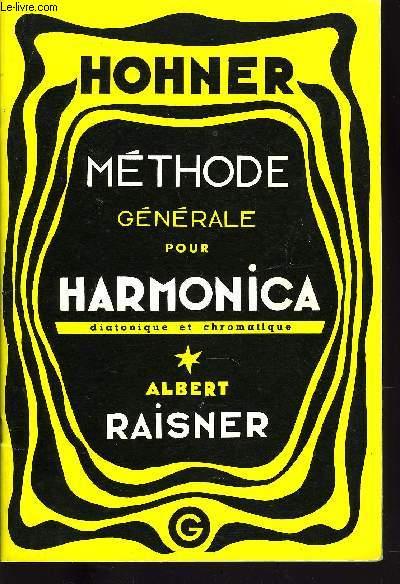 Le-livre.com
HOHNER
MÉTHODE
GÉNÉRALE
POUR
HARMONiCA
diatonique et chromatique
ALBERT
RAiSNER
G